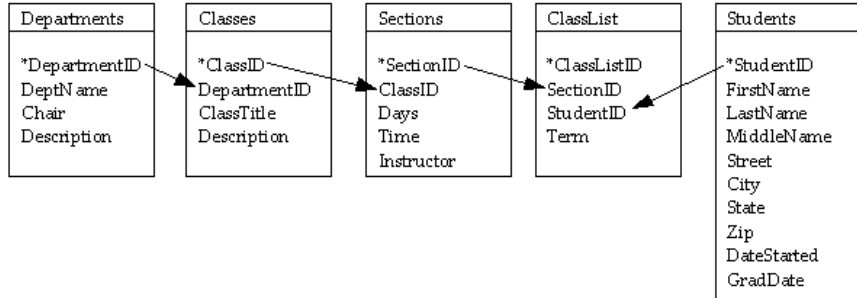 Departments
*DepartmentID
DeptName
Chair
Description
Classes
*ClassID
DepartmentID
ClassTitle
Description
Sections
*SectionID
ClassID
Days
Time
Instructor
ClassList
*ClassListID
SectionID
StudentID
Term
Students
*StudentID
FirstName
LastName
MiddleName
Street
City
State
Zip
DateStarted
GradDate